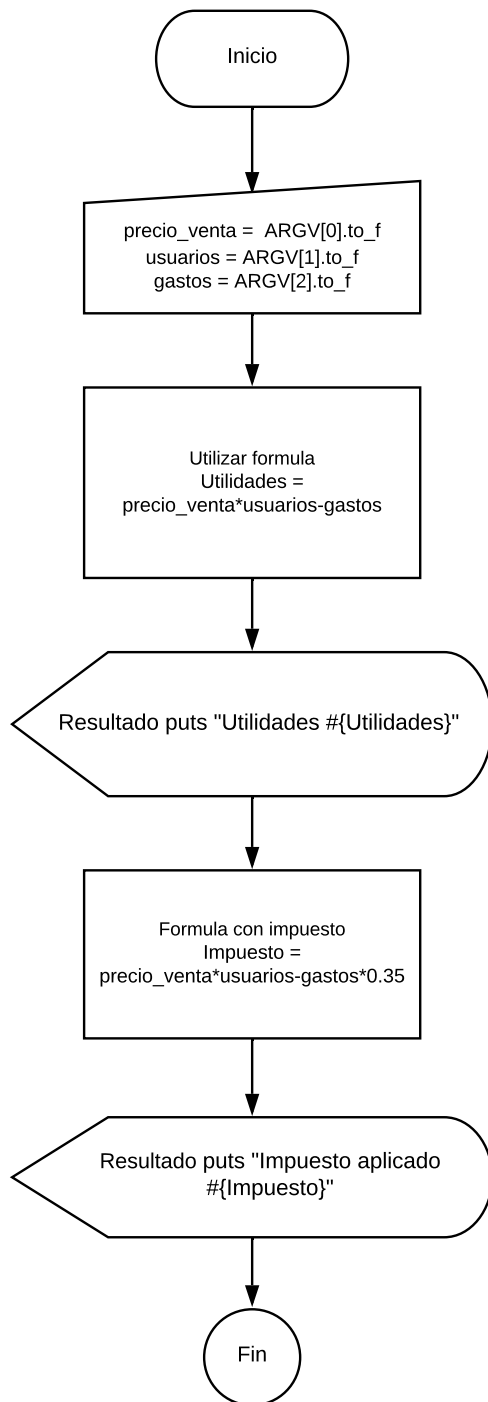 Inicio
precio_venta =  ARGV[0].to_f
usuarios = ARGV[1].to_f
gastos = ARGV[2].to_f
Utilizar formula
Utilidades =
precio_venta*usuarios-gastos
Resultado puts "Utilidades #{Utilidades}"
Formula con impuesto
Impuesto =
precio_venta*usuarios-gastos*0.35
Resultado puts "Impuesto aplicado
#{Impuesto}"
Fin